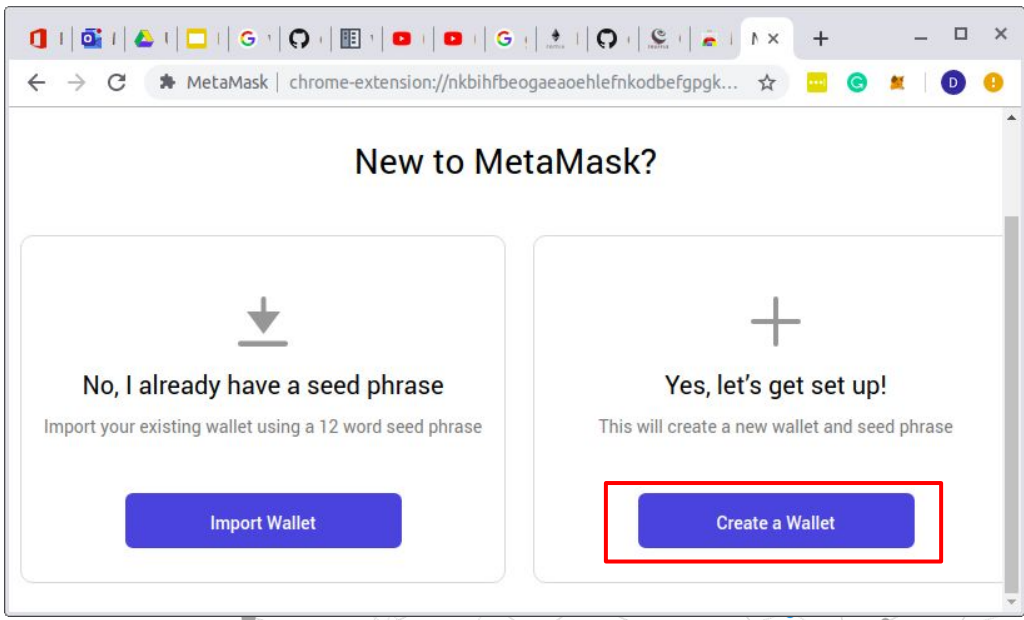 MetaMask
chrome-extension://nkbihfbeogaeaoehlefnkodbefgpgk...
D
New to MetaMask?
No, I already have a seed phrase
Import your existing wallet using a 12 word seed phrase
Import Wallet
Yes, let's get set up!
This will create a new wallet and seed phrase
Create a Wallet